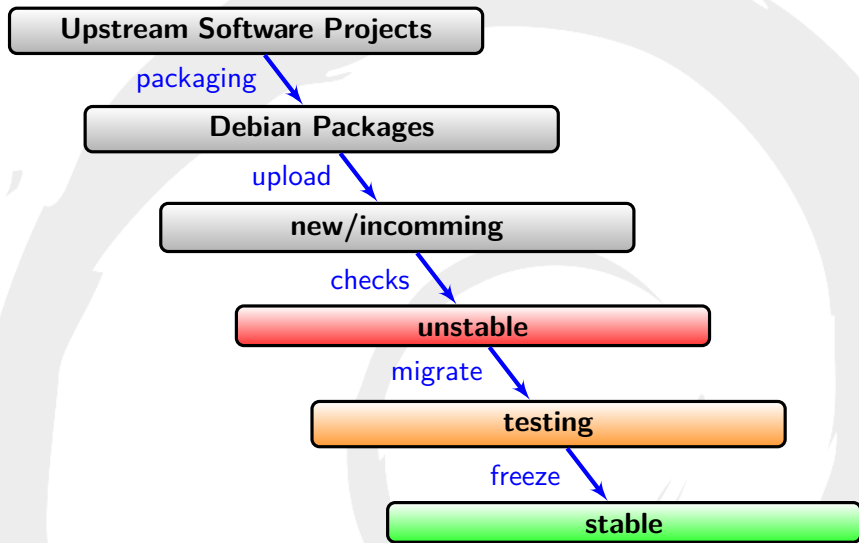 Upstream Software Projects
packaging
Debian Packages
upload
new/incomming
checks
unstable
migrate
testing
freeze
stable